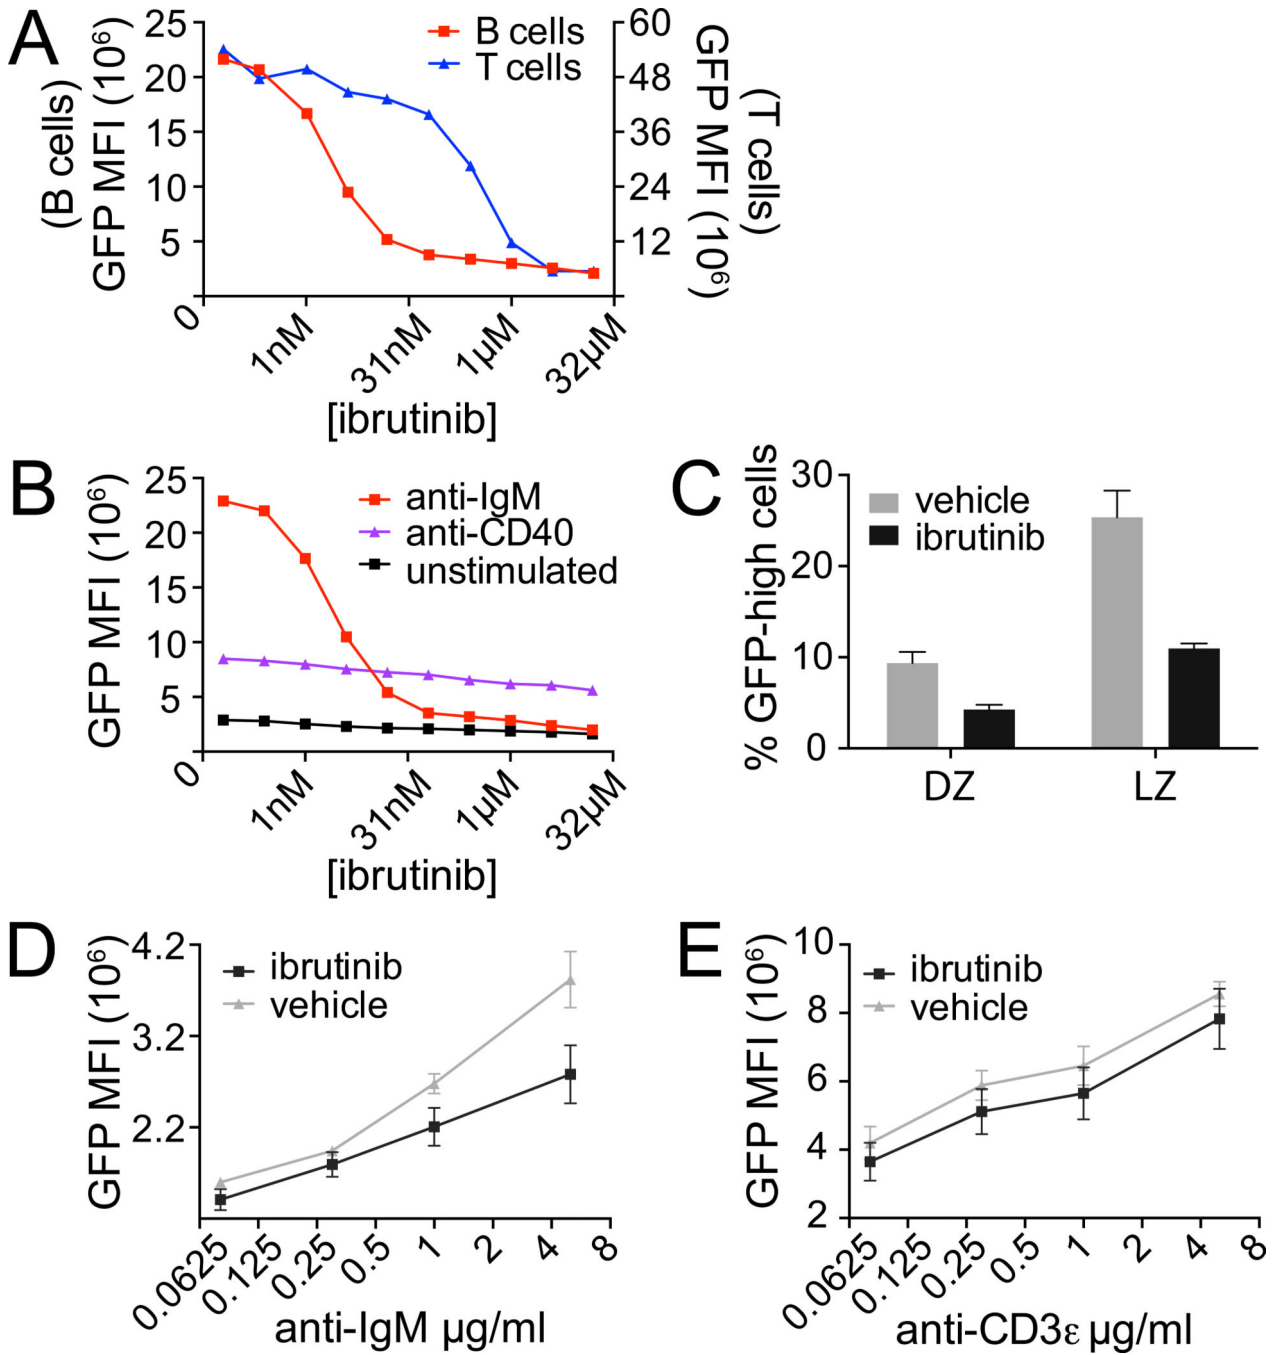 A
(B cells)
GFP MFI (10⁶)
25
20
15
10
5
B cells
T cells
60
48
36
24
12
(T cells)
GFP MFI (10⁶)
0
1nM
31nM
1µM
32µM
[ibrutinib]
B
GFP MFI (10⁶)
25
20
15
10
5
anti-IgM
anti-CD40
unstimulated
0
1nM
31nM
1µM
32µM
[ibrutinib]
C
% GFP-high cells
30
20
10
0
vehicle
ibrutinib
DZ
LZ
D
GFP MFI (10⁶)
4.2
3.2
2.2
ibrutinib
vehicle
0.0625
0.125
0.25
0.5
1
2
4
8
anti-IgM µg/ml
E
GFP MFI (10⁶)
10
8
6
4
2
ibrutinib
vehicle
0.0625
0.125
0.25
0.5
1
2
4
8
anti-CD3ε µg/ml